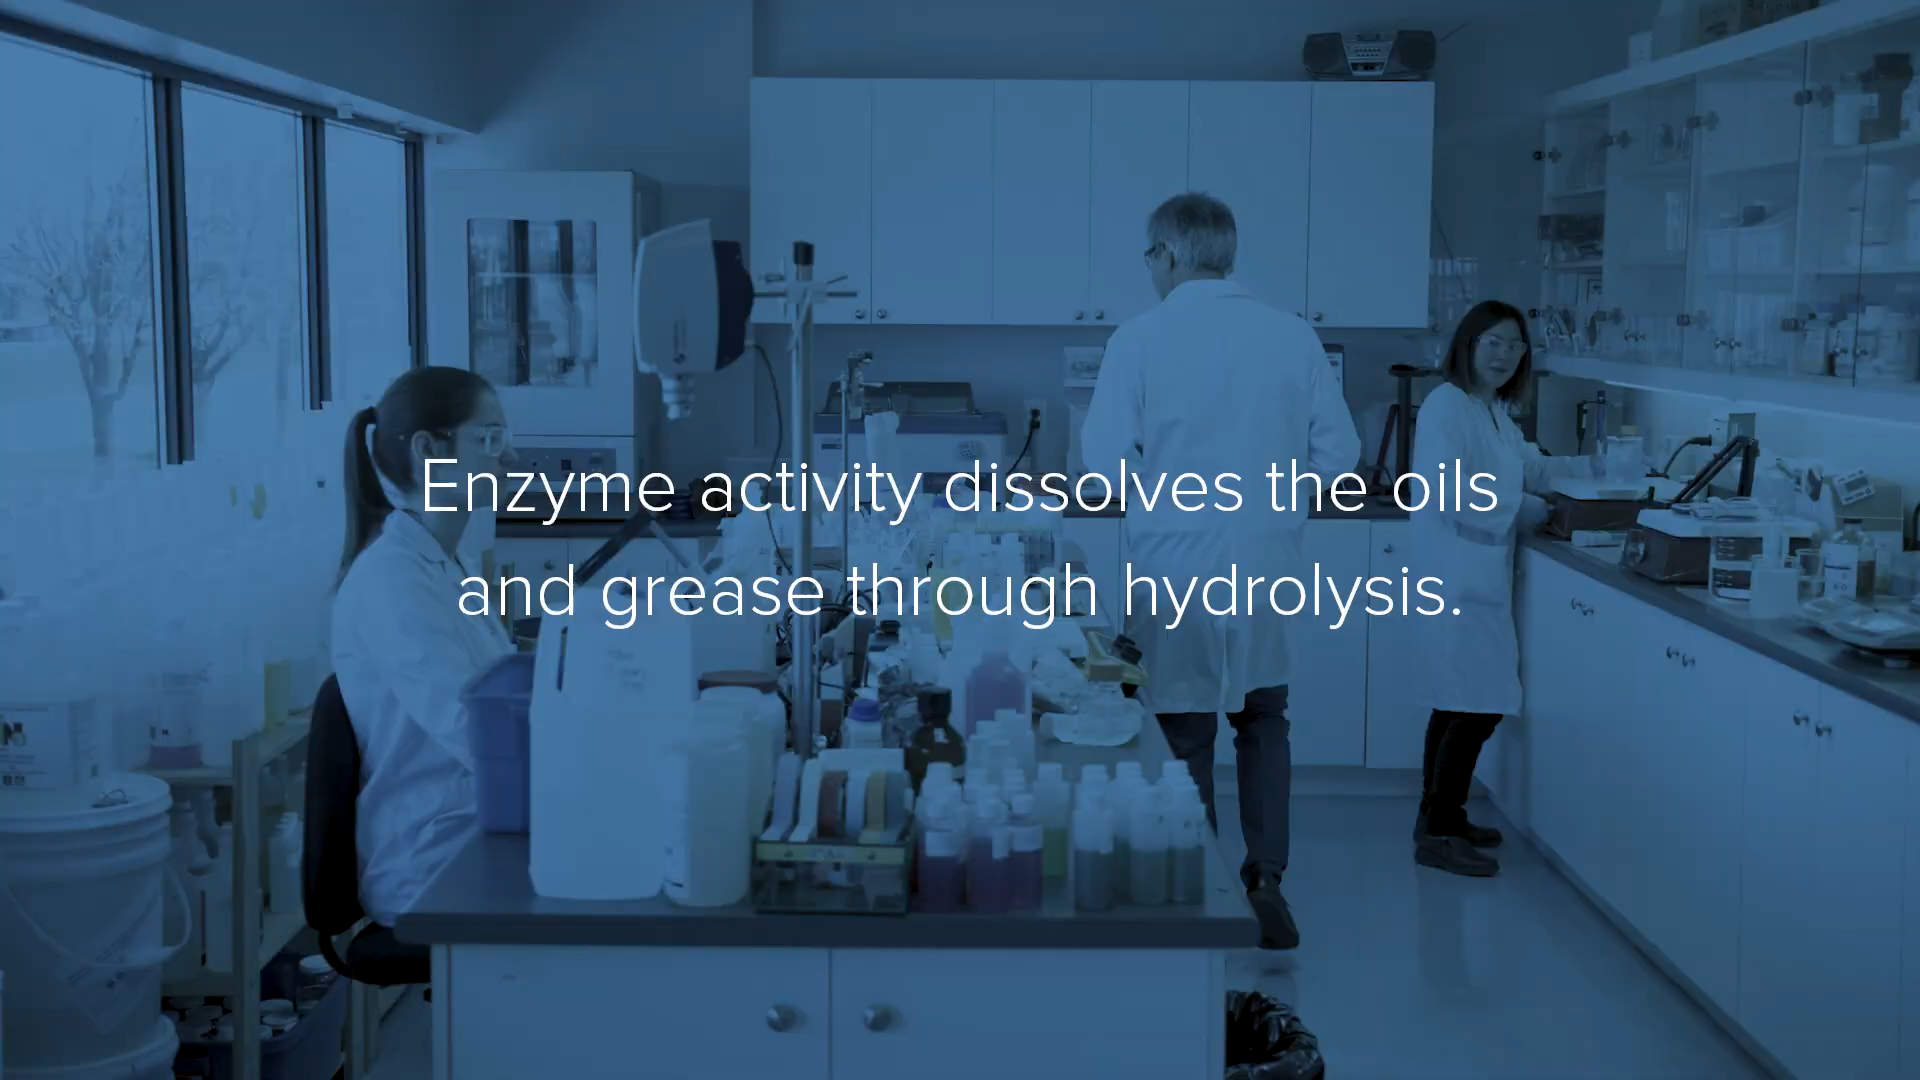 Enzyme activity dissolves the oils
and grease through hydrolysis.